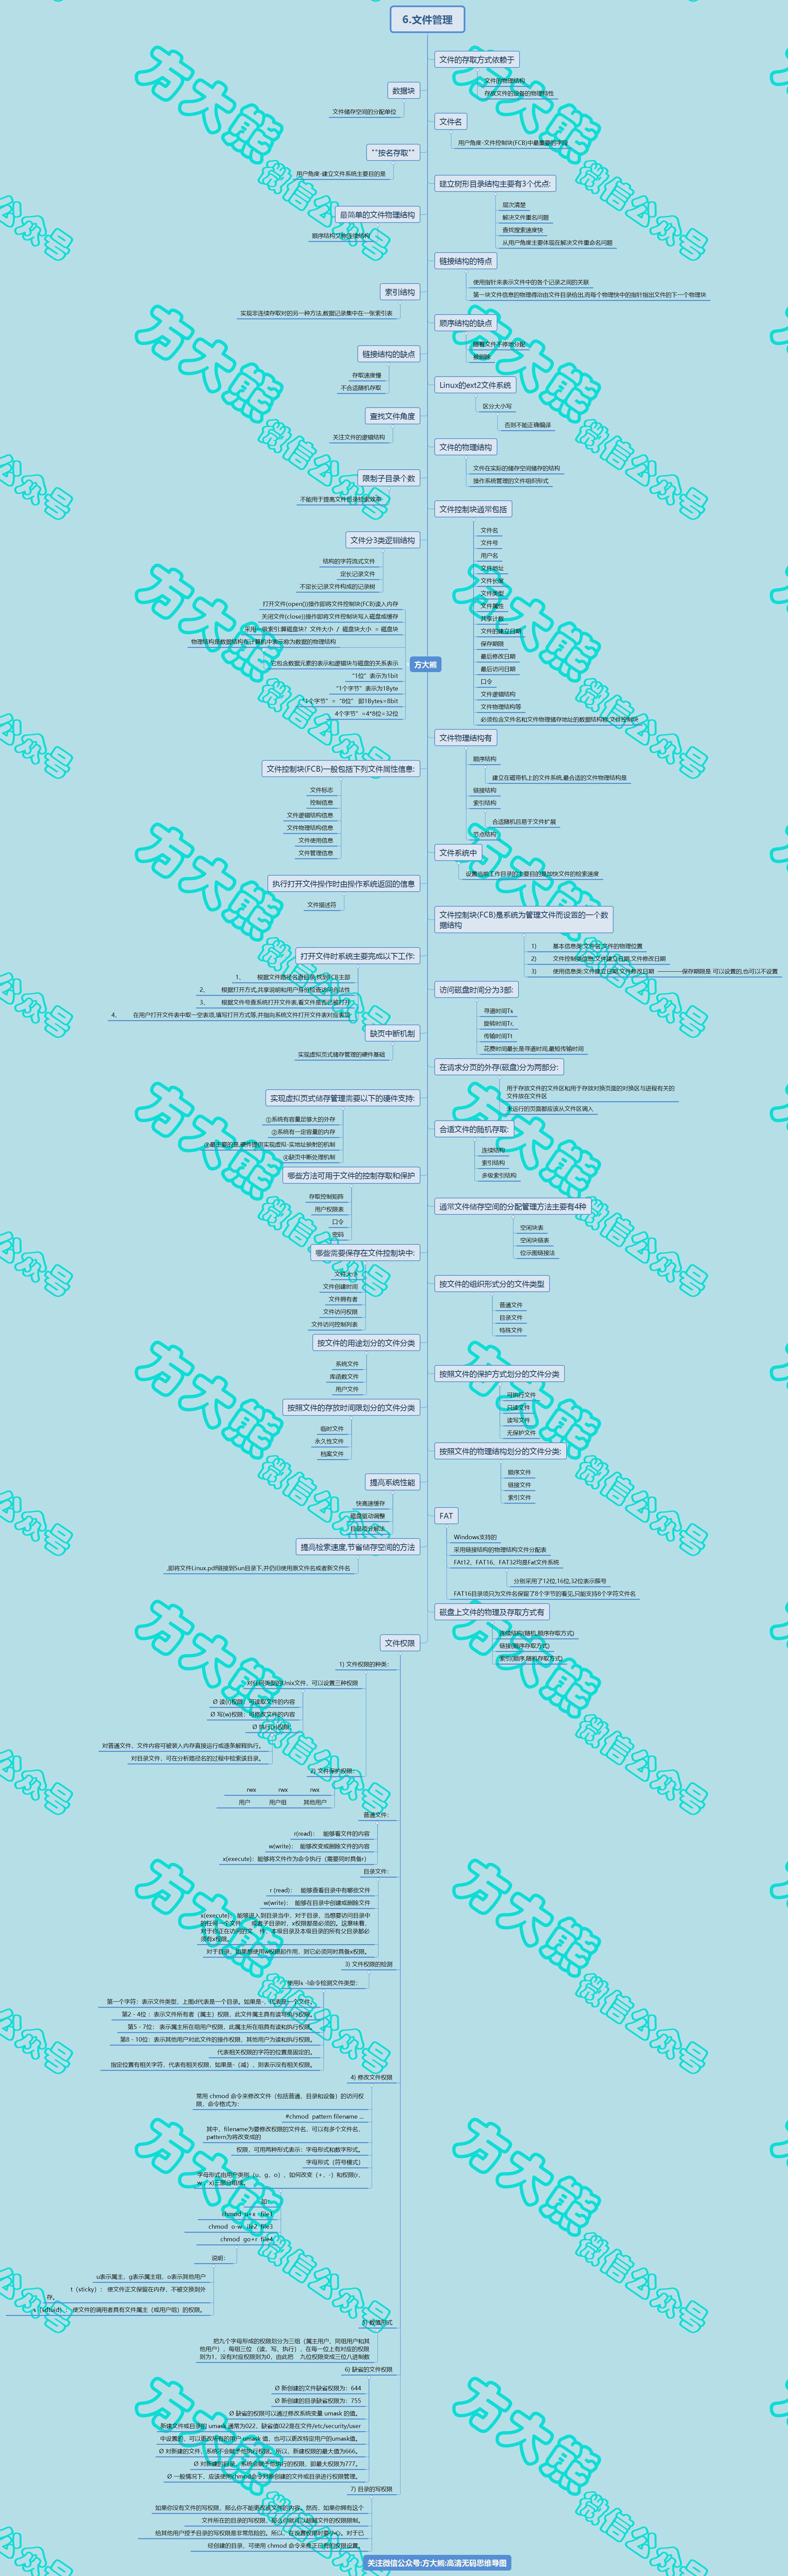 6.文件管理
文件的存取方式依赖于
文件的物理结构
存放文件的设备的物理特性
文件名
用户角度-文件控制块(FCB)中最重要的字段
建立树形目录结构主要有3个优点:
层次清楚
解决文件重名问题
查找搜索速度快
从用户角度主要体现在解决文件重命名问题
链接结构的特点
使用指针来表示文件中的各个记录之间的关联
第一块文件信息的物理得劫由文件目录给出,而每个物理快中的指针指出文件的下一个物理块
顺序结构的缺点
随着文件不停地分配
被删除
Linux的ext2文件系统
区分大小写
否则不能正确编译
文件的物理结构
文件在实际的储存空间储存的结构
操作系统管理的文件组织形式
文件控制块通常包括
文件名
文件号
用户名
文件地址
文件长度
文件类型
文件属性
共享计数
文件的建立日期
保存期限
最后修改日期
最后访问日期
口令
文件逻辑结构
文件物理结构等
必须包含文件名和文件物理储存地址的数据结构称:文件控制块
文件物理结构有
顺序结构
建立在磁带机上的文件系统,最合适的文件物理结构是
链接结构
索引结构
合适随机且易于文件扩展
节点结构
文件系统中
设置当前工作目录的主要目的是加快文件的检索速度
文件控制块(FCB)是系统为管理文件而设置的一个数
据结构
1) 基本信息类:文件名,文件的物理位置
2) 文件控制类信息:文件建立日期,文件修改日期
3) 使用信息类:文件建立日期,文件修改日期 ————保存期限是 可以设置的,也可以不设置
访问磁盘时间分为3部:
寻道时间Ts
旋转时间Tr,
传输时间Tt
花费时间最长是寻道时间,最短传输时间
在请求分页的外存(磁盘)分为两部分:
用于存放文件的文件区和用于存放对换页面的对换区与进程有关的
文件放在文件区
未运行的页面都应该从文件区调入
合适文件的随机存取:
连续结构
索引结构
多级索引结构
通常文件储存空间的分配管理方法主要有4种
空闲块表
空闲块链表
位示图链接法
按文件的组织形式分的文件类型
普通文件
目录文件
特殊文件
按照文件的保护方式划分的文件分类
可执行文件
只读文件
读写文件
无保护文件
按照文件的物理结构划分的文件分类:
顺序文件
链接文件
索引文件
FAT
Windows支持的
采用链接结构的物理结构文件分配表
FAt12、FAT16、FAT32均是Fat文件系统
分别采用了12位,16位,32位表示簇号
FAT16目录项只为文件名保留了8个字节的看见,只能支持8个字符文件名
磁盘上文件的物理及存取方式有
连续结构(随机,顺序存取方式)
链接(顺序存取方式)
索引(顺序,随机存取方式)
数据块
文件储存空间的分配单位
""按名存取""
用户角度-建立文件系统主要目的是
最简单的文件物理结构
顺序结构又称连续结构
索引结构
实现非连续存取对的另一种方法,数据记录集中在一张索引表
链接结构的缺点
存取速度慢
不合适随机存取
查找文件角度
关注文件的逻辑结构
限制子目录个数
不能用于提高文件目录检索效率
文件分3类逻辑结构
结构的字符流式文件
定长记录文件
不定长记录文件构成的记录树
打开文件(open())操作即将文件控制块(FCB)读入内存
关闭文件(close())操作即将文件控制块写入磁盘或缓存
采用一级索引:算磁盘块? 文件大小 / 磁盘块大小 = 磁盘块
物理结构是数据结构在计算机中表示称为数据的物理结构
它包含数据元素的表示和逻辑块与磁盘的关系表示
"1位" 表示为1bit
"1个字节" 表示为1Byte
"1个字节" = "8位" 即1Bytes=8bit
4个字节" =4*8位=32位
方大熊
文件控制块(FCB)一般包括下列文件属性信息:
文件标志
控制信息
文件逻辑结构信息
文件物理结构信息
文件使用信息
文件管理信息
执行打开文件操作时由操作系统返回的信息
文件描述符
打开文件时系统主要完成以下工作:
1、 根据文件路径名查目录,找到FCB主部
2、 根据打开方式,共享说明和用户身份检查访问合法性
3、 根据文件号查系统打开文件表,看文件是否已被打开
4、 在用户打开文件表中取一空表项,填写打开方式等,并指向系统文件打开文件表对应表项
缺页中断机制
实现虚拟页式储存管理的硬件基础
实现虚拟页式储存管理需要以下的硬件支持:
①系统有容量足够大的外存
②系统有一定容量的内存
③最主要的是,硬件提供实现虚拟-实地址映射的机制
④缺页中断处理机制
哪些方法可用于文件的控制存取和保护
存取控制矩阵
用户权限表
口令
密码
哪些需要保存在文件控制块中:
文件大小
文件创建时间
文件拥有者
文件访问权限
文件访问控制列表
按文件的用途划分的文件分类
系统文件
库函数文件
用户文件
按照文件的存放时间限划分的文件分类
临时文件
永久性文件
档案文件
提高系统性能
快高速缓存
磁盘驱动调整
目录项分解法
提高检索速度,节省储存空间的方法
,即将文件Linux.pdf链接到Sun目录下,并仍旧使用原文件名或者新文件名
文件权限
1) 文件权限的种类：
对任何类型的Unix文件，可以设置三种权限
Ø 读(r)权限：可读取文件的内容
Ø 写(w)权限：可修改文件的内容
Ø 执行(x)权限：
对普通文件，文件内容可被装入内存直接运行或逐条解释执行。
对目录文件，可在分析路径名的过程中检索该目录。
2) 文件保护权限：
rwx rwx rwx
用户 用户组 其他用户
普通文件：
r(read)： 能够看文件的内容
w(write)： 能够改变或删除文件的内容
x(execute)：能够将文件作为命令执行（需要同时具备r）
目录文件：
r (read)： 能够查看目录中有哪些文件
w(write)： 能够在目录中创建或删除文件
x(execute)：能够进入到目录当中。对于目录，当想要访问目录中
的任何一个文件 或者子目录时，x权限都是必须的。这意味着，
对于你正在访问的文 件，本级目录及本级目录的所有父目录都必
须有x权限。
对于目录，如果想使用w权限起作用，则它必须同时具备x权限。
3) 文件权限的检测
使用ls -l命令检测文件类型：
第一个字符：表示文件类型，上图d代表是一个目录。如果是-，代表是一个文件。
第2 - 4位 ：表示文件所有者（属主）权限，此文件属主具有读写执行权限。
第5 - 7位： 表示属主所在组用户权限，此属主所在组具有读和执行权限。
第8 - 10位：表示其他用户对此文件的操作权限，其他用户为读和执行权限。
代表相关权限的字符的位置是固定的。
指定位置有相关字符，代表有相关权限，如果是-（减），则表示没有相关权限。
4) 修改文件权限
常用 chmod 命令来修改文件（包括普通、目录和设备）的访问权
限，命令格式为：
#chmod pattern filename ...
其中，filename为要修改权限的文件名，可以有多个文件名，
pattern为将改变成的
权限，可用两种形式表示：字母形式和数字形式。
字母形式（符号模式）
字母形式由用户类别（u，g，o）、如何改变（+，-）和权限(r，
w，x)三部分组成。
如：
chmod u+x file1
chmod o-w file2 file3
chmod go+r file4
说明：
u表示属主，g表示属主组，o表示其他用户
t（sticky）： 使文件正文保留在内存，不被交换到外
存。
使文件的调用者具有文件属主（或用户组）的权限。
5) 数值形式
把九个字母形成的权限划分为三组（属主用户、同组用户和其
他用户），每组三位 （读、写、执行），在每一位上有对应的权限
则为1，没有对应权限则为0，由此把 九位权限变成三位八进制数
6) 缺省的文件权限
Ø 新创建的文件缺省权限为：644
Ø 新创建的目录缺省权限为：755
Ø 缺省的权限可以通过修改系统变量 umask 的值。
新建文件或目录的 umask 通常为022，缺省值022是在文件/etc/security/user
中设置的，可以更改所有的用户 umask 值，也可以更改特定用户的umask值。
Ø 对新建的文件，系统不会赋予他执行权限。所以，新建权限的最大值为666。
Ø 对新建的目录，系统会赋予他执行的权限，即最大权限为777。
Ø 一般情况下，应该使用chmod命令对新创建的文件或目录进行权限管理。
7) 目录的写权限
如果你没有文件的写权限，那么你不能更改该文件的内容。然而，如果你拥有这个
文件所在的目录的写权限，那么你就可以超越文件的权限限制。
给其他用户授予目录的写权限是非常危险的。所以，在设置权限时要小心。对于已
经创建的目录，可使用 chmod 命令来修正已有的权限设置。
关注微信公众号:方大熊:高清无码思维导图